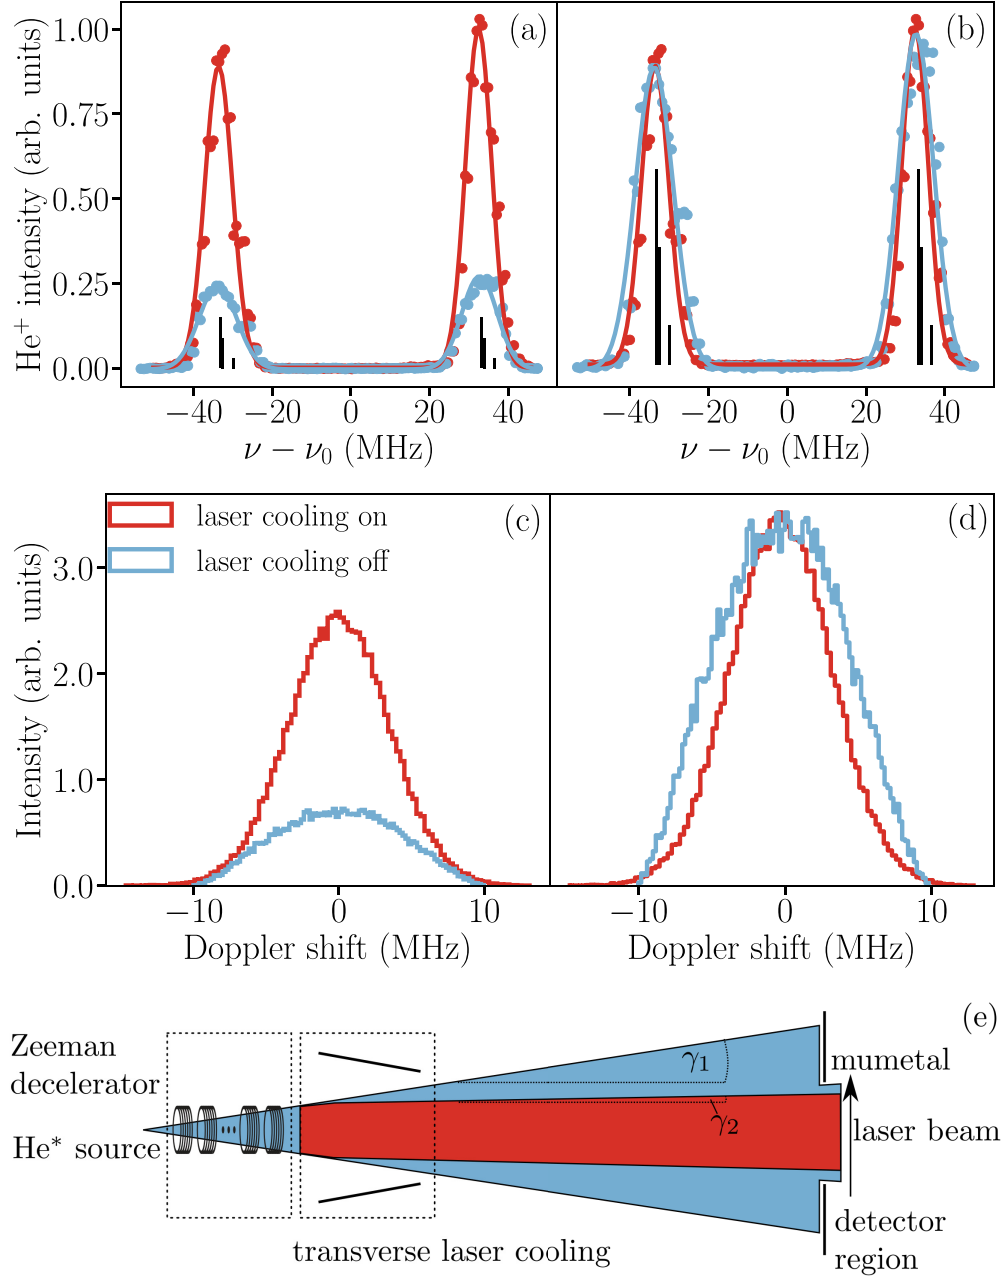 (a)
(b)
He⁺ intensity (arb. units)
1.00
0.75
0.50
0.25
0.00
−40 −20 0 20 40
−40 −20 0 20 40
ν − ν₀ (MHz)
ν − ν₀ (MHz)
laser cooling on
laser cooling off
(c)
(d)
Intensity (arb. units)
3.0
2.0
1.0
0.0
−10 0 10
−10 0 10
Doppler shift (MHz)
Doppler shift (MHz)
(e)
Zeeman
decelerator
He* source
γ₁
γ₂
mumetal
laser beam
detector
region
transverse laser cooling